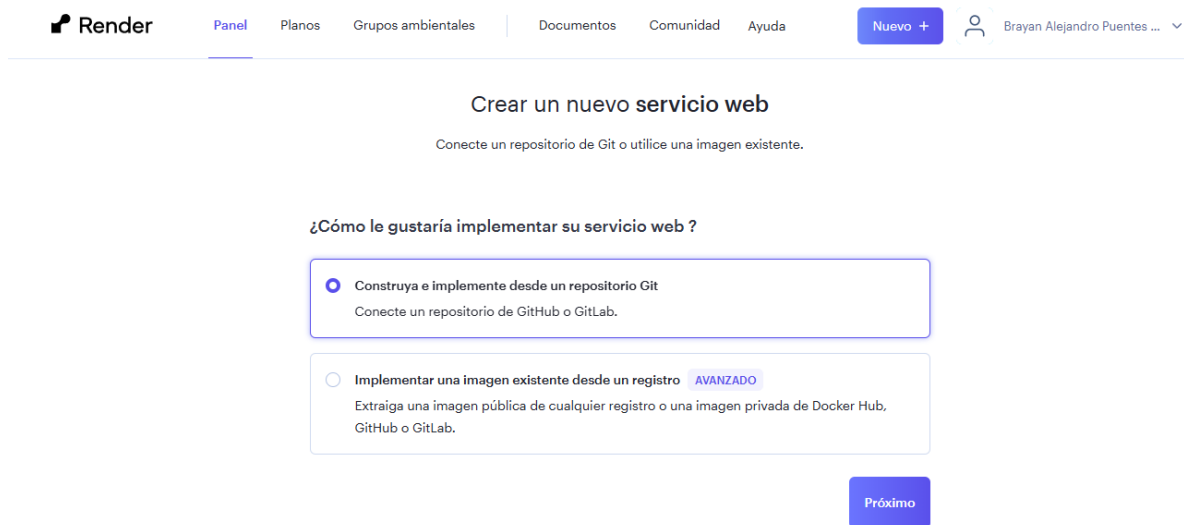 Render
Panel
Planos
Grupos ambientales
Documentos
Comunidad
Ayuda
Nuevo +
Brayan Alejandro Puentes ...
Crear un nuevo servicio web
Conecte un repositorio de Git o utilice una imagen existente.
¿Cómo le gustaría implementar su servicio web ?
Construya e implemente desde un repositorio Git
Conecte un repositorio de GitHub o GitLab.
Implementar una imagen existente desde un registro AVANZADO
Extraiga una imagen pública de cualquier registro o una imagen privada de Docker Hub,
GitHub o GitLab.
Próximo